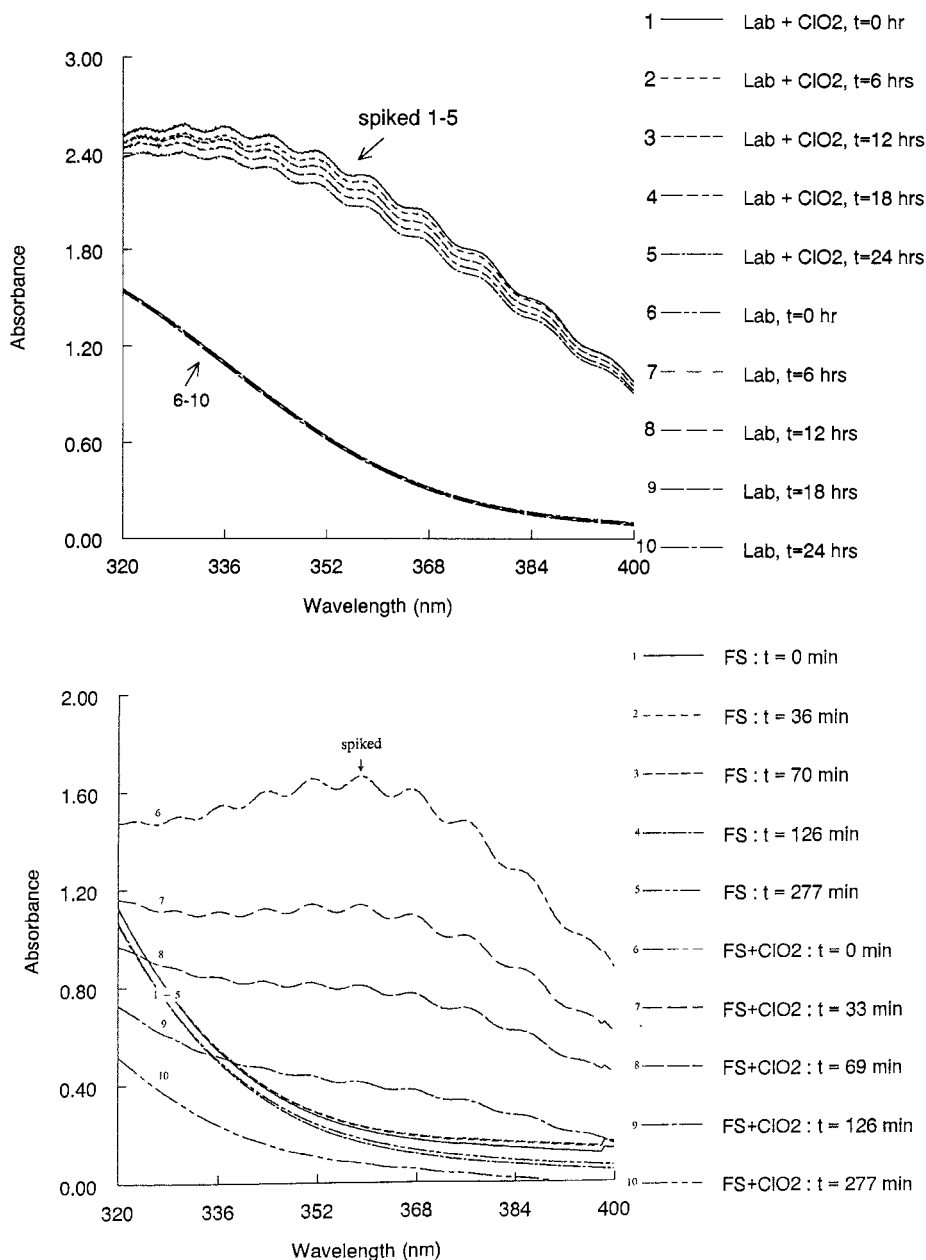 1 Lab + ClO2, t=0 hr
2 Lab + ClO2, t=6 hrs
3 Lab + ClO2, t=12 hrs
4 Lab + ClO2, t=18 hrs
5 Lab + ClO2, t=24 hrs
6 Lab, t=0 hr
7 Lab, t=6 hrs
8 Lab, t=12 hrs
9 Lab, t=18 hrs
10 Lab, t=24 hrs
3.00
2.40
1.80
1.20
0.60
0.00
Absorbance
spiked 1-5
6-10
320 336 352 368 384 400
Wavelength (nm)
1 FS : t = 0 min
2 FS : t = 36 min
3 FS : t = 70 min
4 FS : t = 126 min
5 FS : t = 277 min
6 FS+ClO2 : t = 0 min
7 FS+ClO2 : t = 33 min
8 FS+ClO2 : t = 69 min
9 FS+ClO2 : t = 126 min
10 FS+ClO2 : t = 277 min
2.00
1.60
1.20
0.80
0.40
0.00
Absorbance
spiked
6
7
8
1 - 5
9
10
320 336 352 368 384 400
Wavelength (nm)